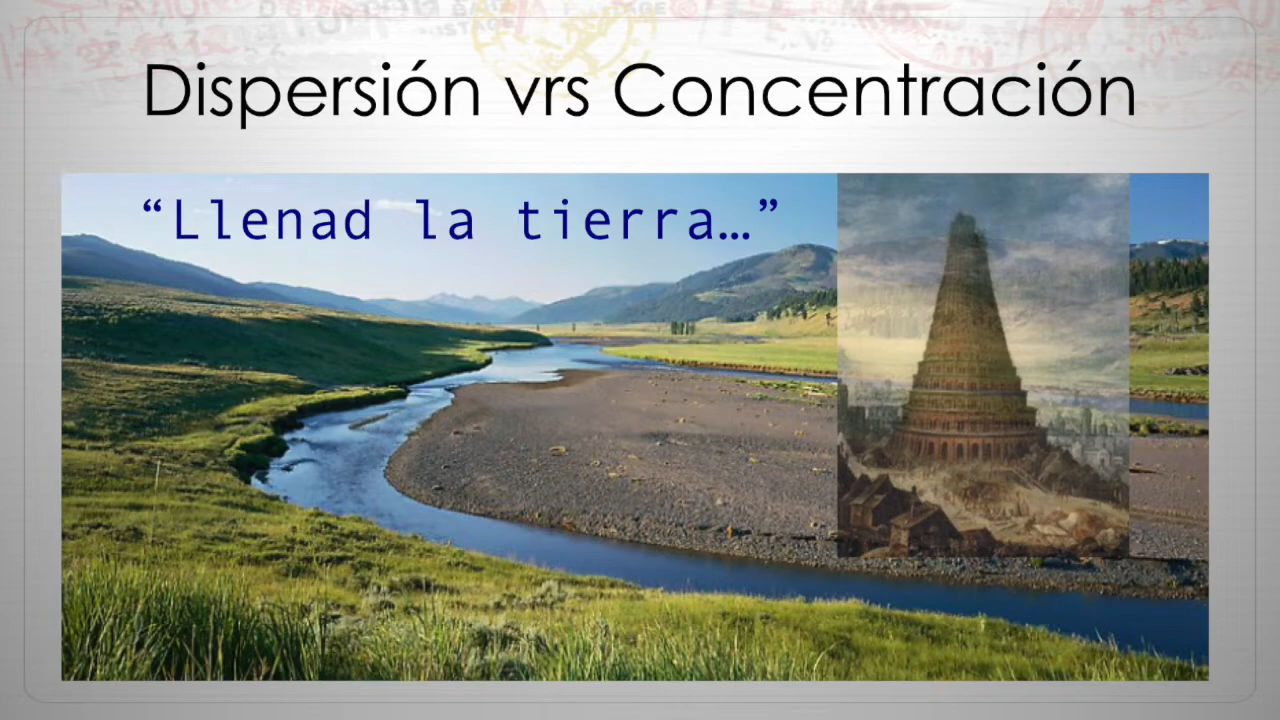 Dispersión vrs Concentración
“Llenad la tierra…”